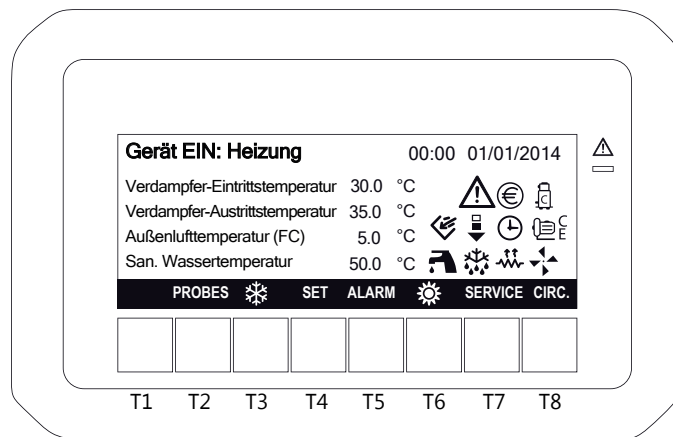 Gerät EIN: Heizung 00:00 01/01/2014
Verdampfer-Eintrittstemperatur 30.0 °C
Verdampfer-Austrittstemperatur 35.0 °C
Außenlufttemperatur (FC) 5.0 °C
San. Wassertemperatur 50.0 °C
€ C
C
E
PROBES SET ALARM SERVICE CIRC.
T1 T2 T3 T4 T5 T6 T7 T8